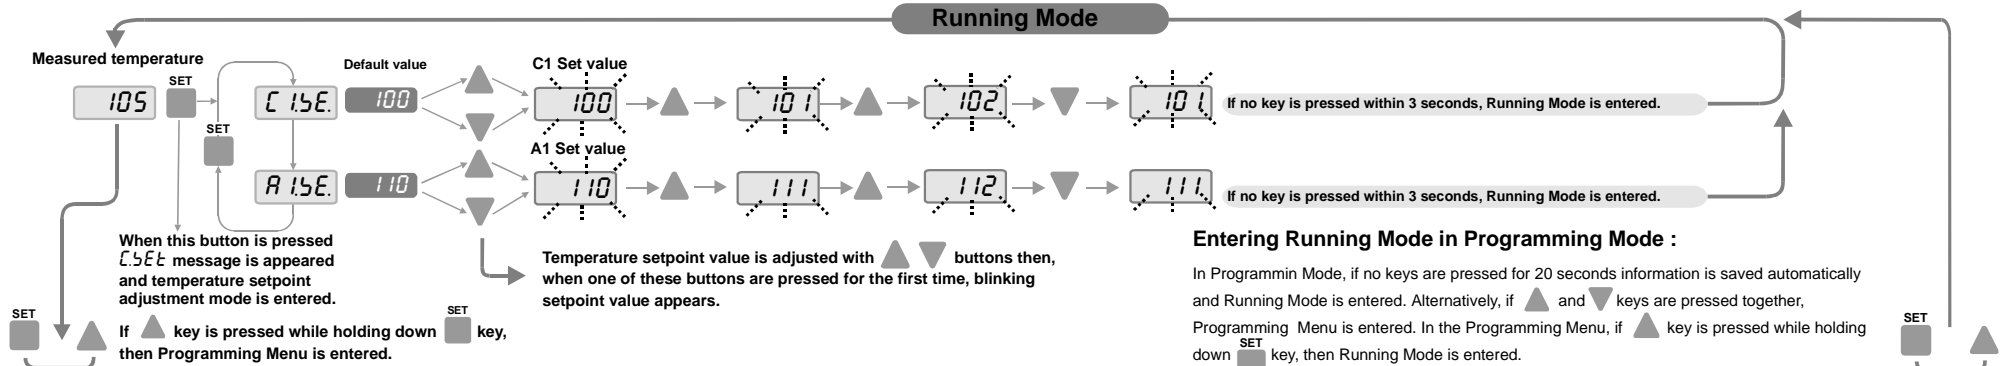 Running Mode
Measured temperature
SET
Default value
C1 Set value
105
C1.SE.
100
100
101
102
101
If no key is pressed within 3 seconds, Running Mode is entered.
SET
A1 Set value
A1.SE.
110
110
111
112
111
If no key is pressed within 3 seconds, Running Mode is entered.
When this button is pressed
C.SEt message is appeared
and temperature setpoint
adjustment mode is entered.
Temperature setpoint value is adjusted with buttons then,
when one of these buttons are pressed for the first time, blinking
setpoint value appears.
Entering Running Mode in Programming Mode :
In Programmin Mode, if no keys are pressed for 20 seconds information is saved automatically
and Running Mode is entered. Alternatively, if and keys are pressed together,
Programming Menu is entered. In the Programming Menu, if key is pressed while holding
down SET key, then Running Mode is entered.
SET
If key is pressed while holding down SET key,
then Programming Menu is entered.
SET